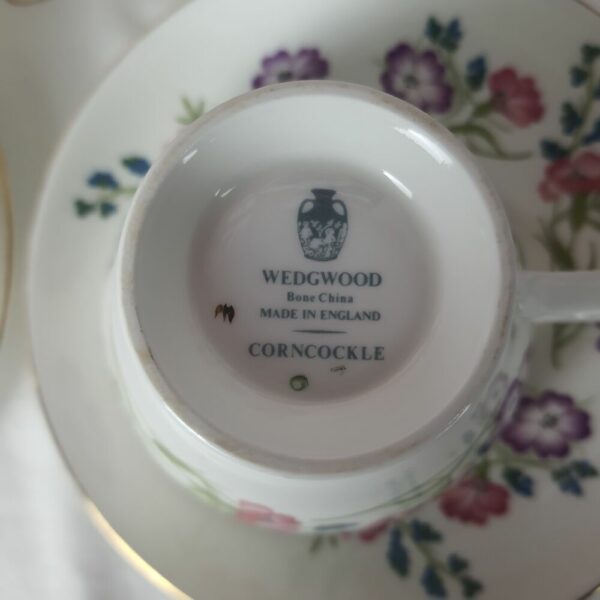 WEDGWOOD
Bone China
MADE IN ENGLAND
CORNCOCKLE